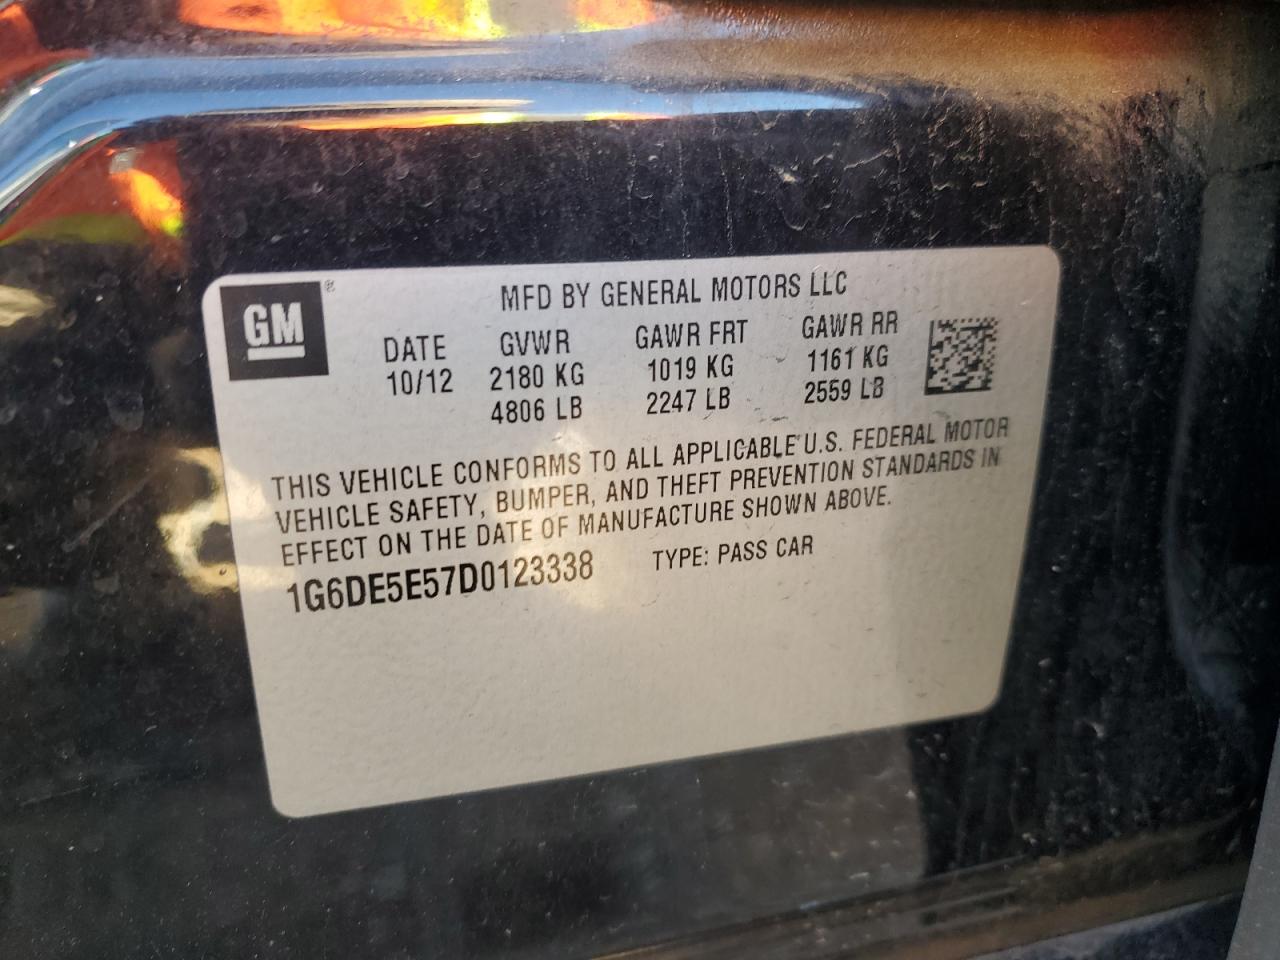 GM ®
MFD BY GENERAL MOTORS LLC
DATE GVWR GAWR FRT GAWR RR
10/12 2180 KG 1019 KG 1161 KG
4806 LB 2247 LB 2559 LB
THIS VEHICLE CONFORMS TO ALL APPLICABLE U.S. FEDERAL MOTOR
VEHICLE SAFETY, BUMPER, AND THEFT PREVENTION STANDARDS IN
EFFECT ON THE DATE OF MANUFACTURE SHOWN ABOVE.
1G6DE5E57D0123338 TYPE: PASS CAR